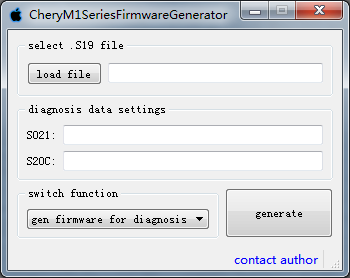 CheryM1SeriesFirmwareGenerator
select .S19 file
load file
diagnosis data settings
S021:
S20C:
switch function
gen firmware for diagnosis
generate
contact author